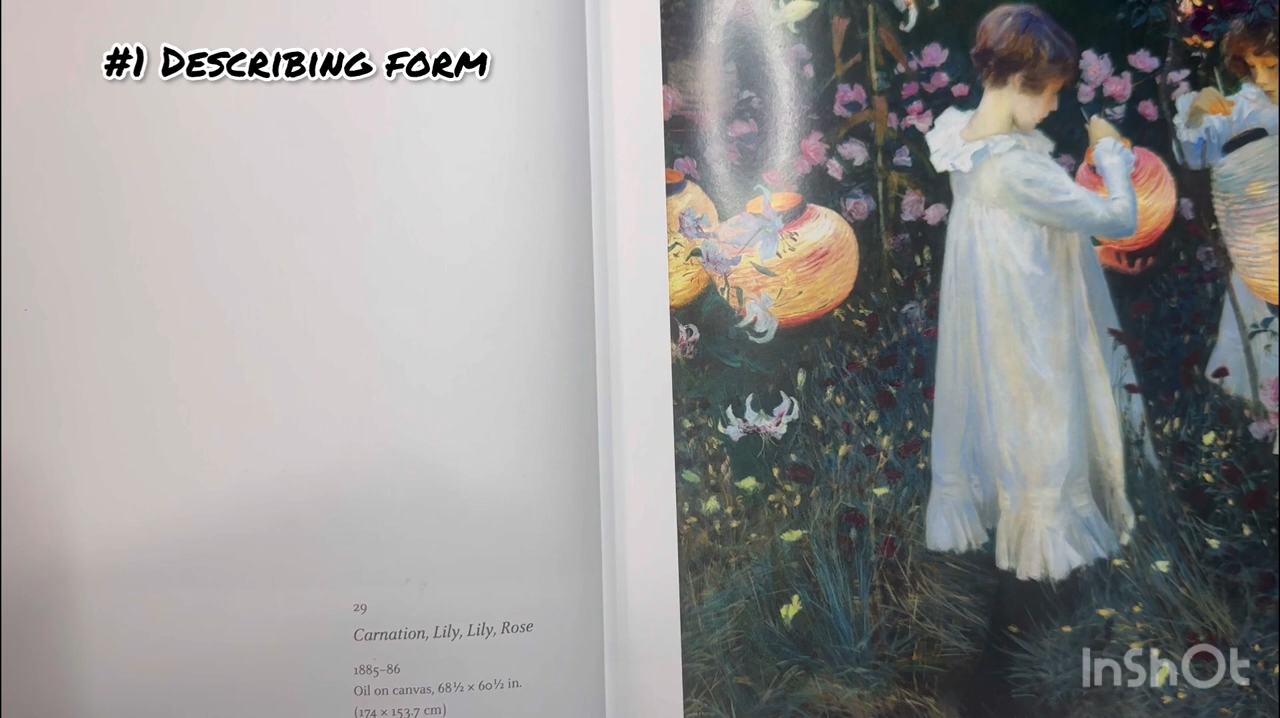 #1 Describing form
29
Carnation, Lily, Lily, Rose
1885–86
Oil on canvas, 68½ × 60½ in.
(174 × 153.7 cm)
InShOt